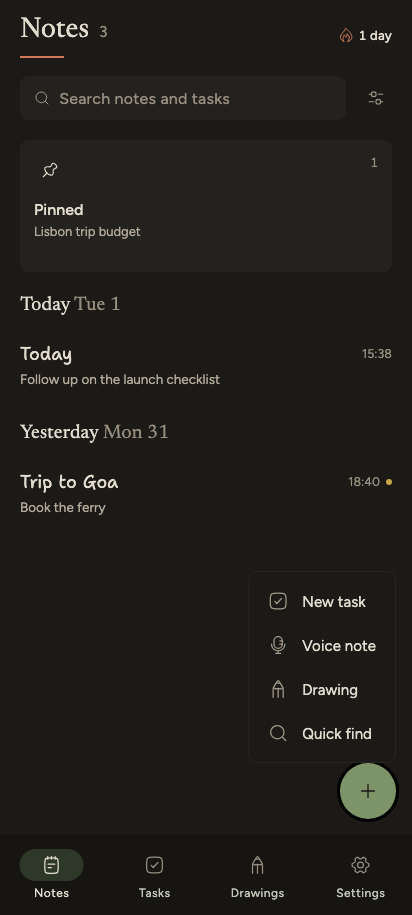 Notes 3
1 day
Search notes and tasks
1
Pinned
Lisbon trip budget
Today Tue 1
Today 15:38
Follow up on the launch checklist
Yesterday Mon 31
Trip to Goa 18:40
Book the ferry
New task
Voice note
Drawing
Quick find
Notes Tasks Drawings Settings